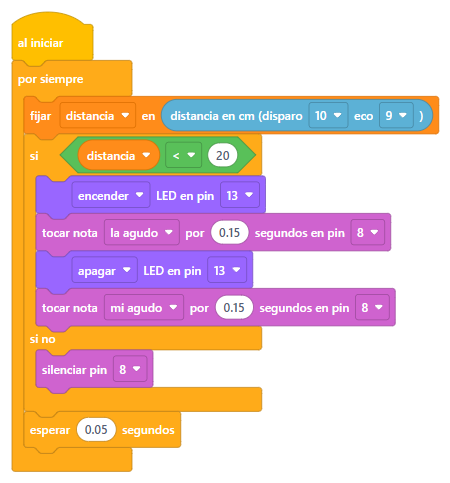 al iniciar
por siempre
fijar distancia en distancia en cm (disparo 10 eco 9 )
si distancia < 20
encender LED en pin 13
tocar nota la agudo por 0.15 segundos en pin 8
apagar LED en pin 13
tocar nota mi agudo por 0.15 segundos en pin 8
si no
silenciar pin 8
esperar 0.05 segundos